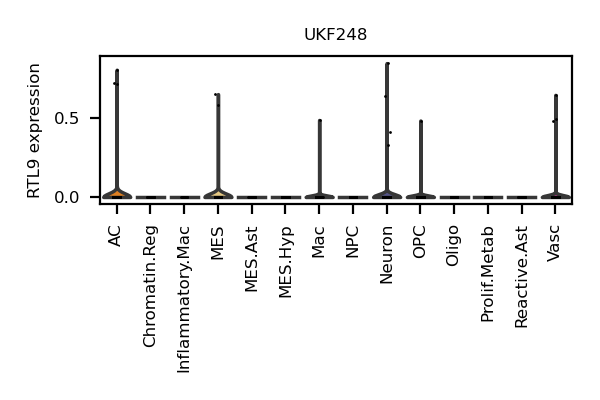 UKF248
RTL9 expression
0.5
0.0
AC
Chromatin.Reg
Inflammatory.Mac
MES
MES.Ast
MES.Hyp
Mac
NPC
Neuron
OPC
Oligo
Prolif.Metab
Reactive.Ast
Vasc